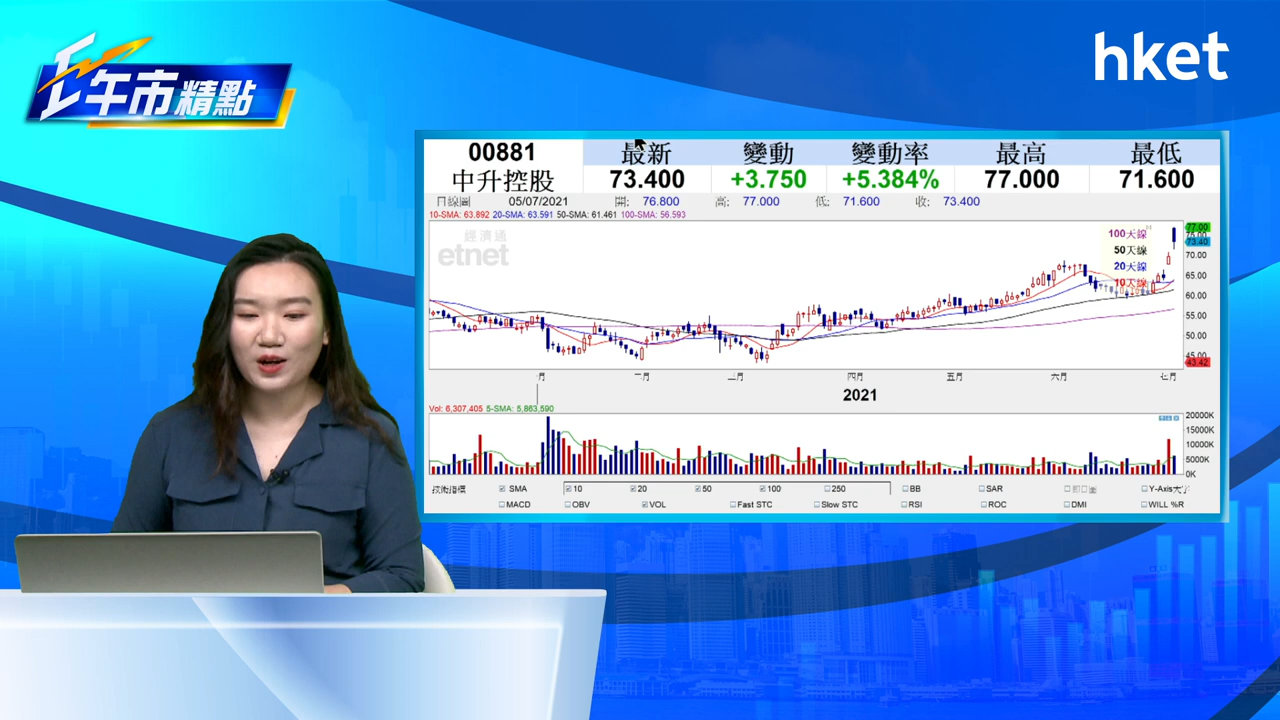 午市精點
hket
00881 最新 變動 變動率 最高 最低
中升控股 73.400 +3.750 +5.384% 77.000 71.600
日線圖 05/07/2021 開: 76.800 高: 77.000 低: 71.600 收: 73.400
10-SMA: 63.892 20-SMA: 63.591 50-SMA: 61.461 100-SMA: 56.593
經濟通
etnet
100天線
50天線
20天線
10天線
77.00
75.00
73.40
70.00
65.00
60.00
55.00
50.00
45.00
43.42
二月 三月 四月 五月 六月 七月
2021
Vol: 6,307,405 5-SMA: 5,863,590
20000K
15000K
10000K
5000K
0K
技術指標 SMA 10 20 50 100 250 BB SAR Y-Axis大字
MACD OBV VOL Fast STC Slow STC RSI ROC DMI WILL %R